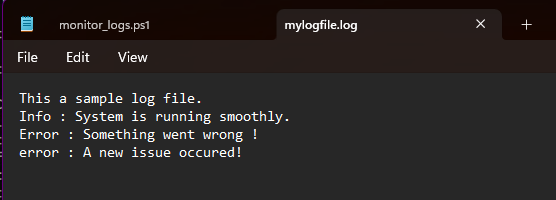 monitor_logs.ps1
mylogfile.log
File Edit View
This a sample log file.
Info : System is running smoothly.
Error : Something went wrong !
error : A new issue occured!